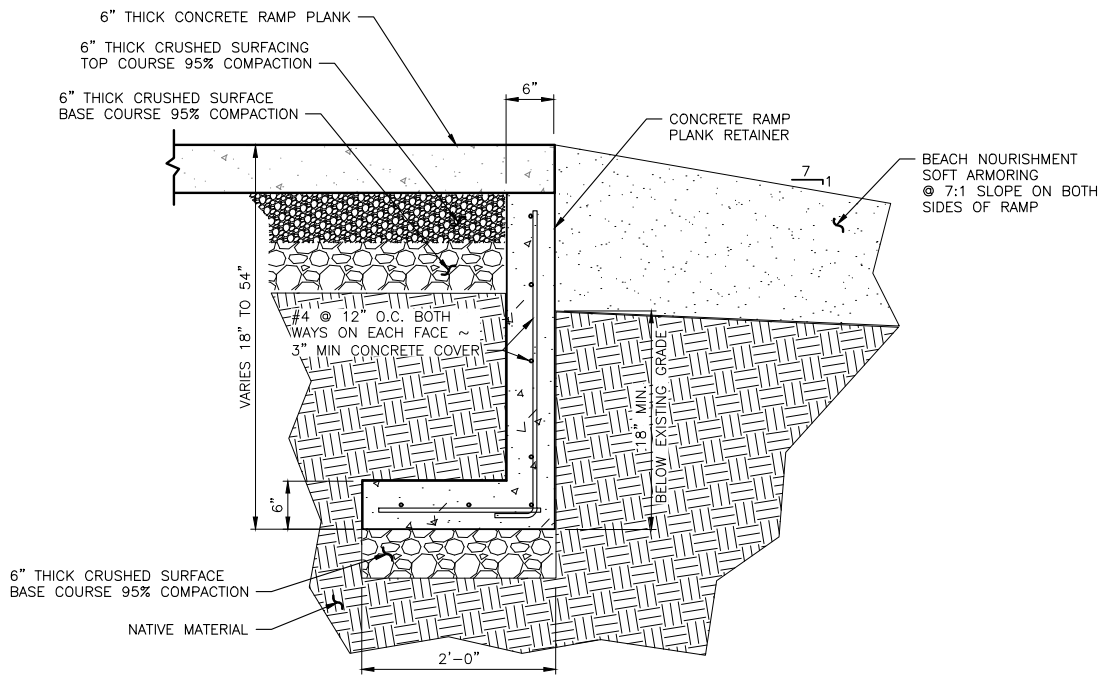 6" THICK CONCRETE RAMP PLANK
6" THICK CRUSHED SURFACING
TOP COURSE 95% COMPACTION
6" THICK CRUSHED SURFACE
BASE COURSE 95% COMPACTION
6"
CONCRETE RAMP
PLANK RETAINER
7
1
BEACH NOURISHMENT
SOFT ARMORING
@ 7:1 SLOPE ON BOTH
SIDES OF RAMP
VARIES 18" TO 54"
#4 @ 12" O.C. BOTH
WAYS ON EACH FACE ~
3" MIN CONCRETE COVER
18" MIN.
BELOW EXISTING GRADE
6"
6" THICK CRUSHED SURFACE
BASE COURSE 95% COMPACTION
NATIVE MATERIAL
2'-0"